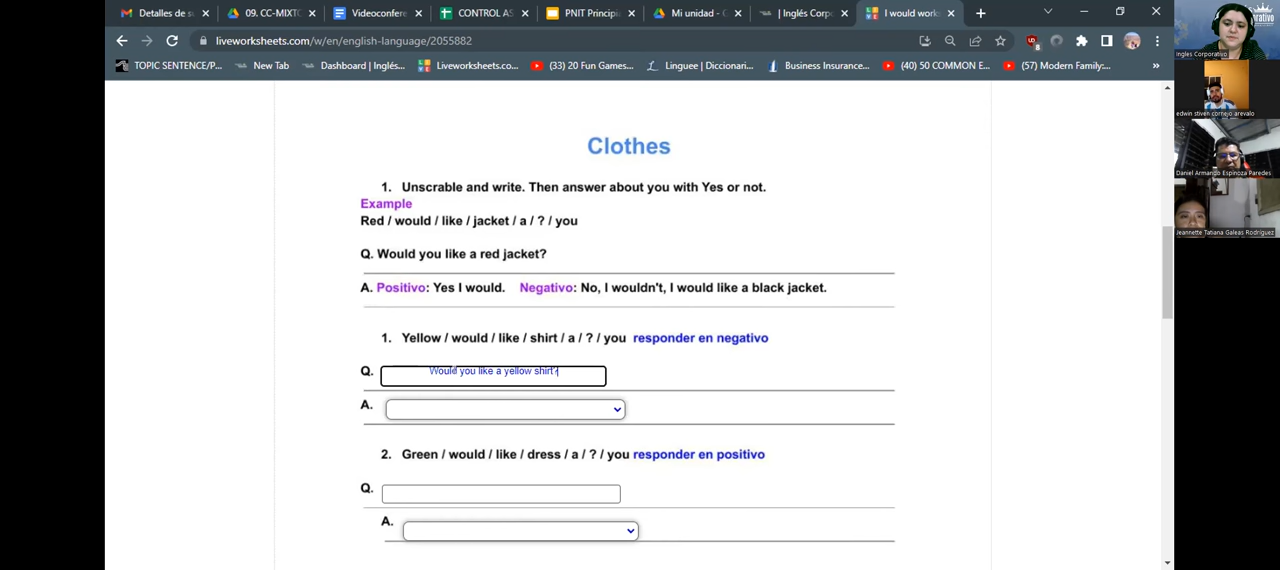 Detalles de su
09. CC-MIXTO
Videoconfere
CONTROL AS
PNIT Principia
Mi unidad - G
| Inglés Corpo
I would work
liveworksheets.com/w/en/english-language/2055882
TOPIC SENTENCE/P...
New Tab
Dashboard | Inglés...
Liveworksheets...
(33) 20 Fun Games...
Linguee | Diccionari...
Business Insurance...
(40) 50 COMMON E...
(57) Modern Family:...
»
Clothes
1. Unscrable and write. Then answer about you with Yes or not.
Example
Red / would / like / jacket / a / ? / you
Q. Would you like a red jacket?
A. Positivo: Yes I would. Negativo: No, I wouldn't, I would like a black jacket.
1. Yellow / would / like / shirt / a / ? / you responder en negativo
Q. Would you like a yellow shirt?
A.
2. Green / would / like / dress / a / ? / you responder en positivo
Q.
A.
Ingles Corporativo
edwin stiven cornejo arevalo
Daniel Armando Espinoza Paredes
Jeannette Tatiana Galeas Rodriguez